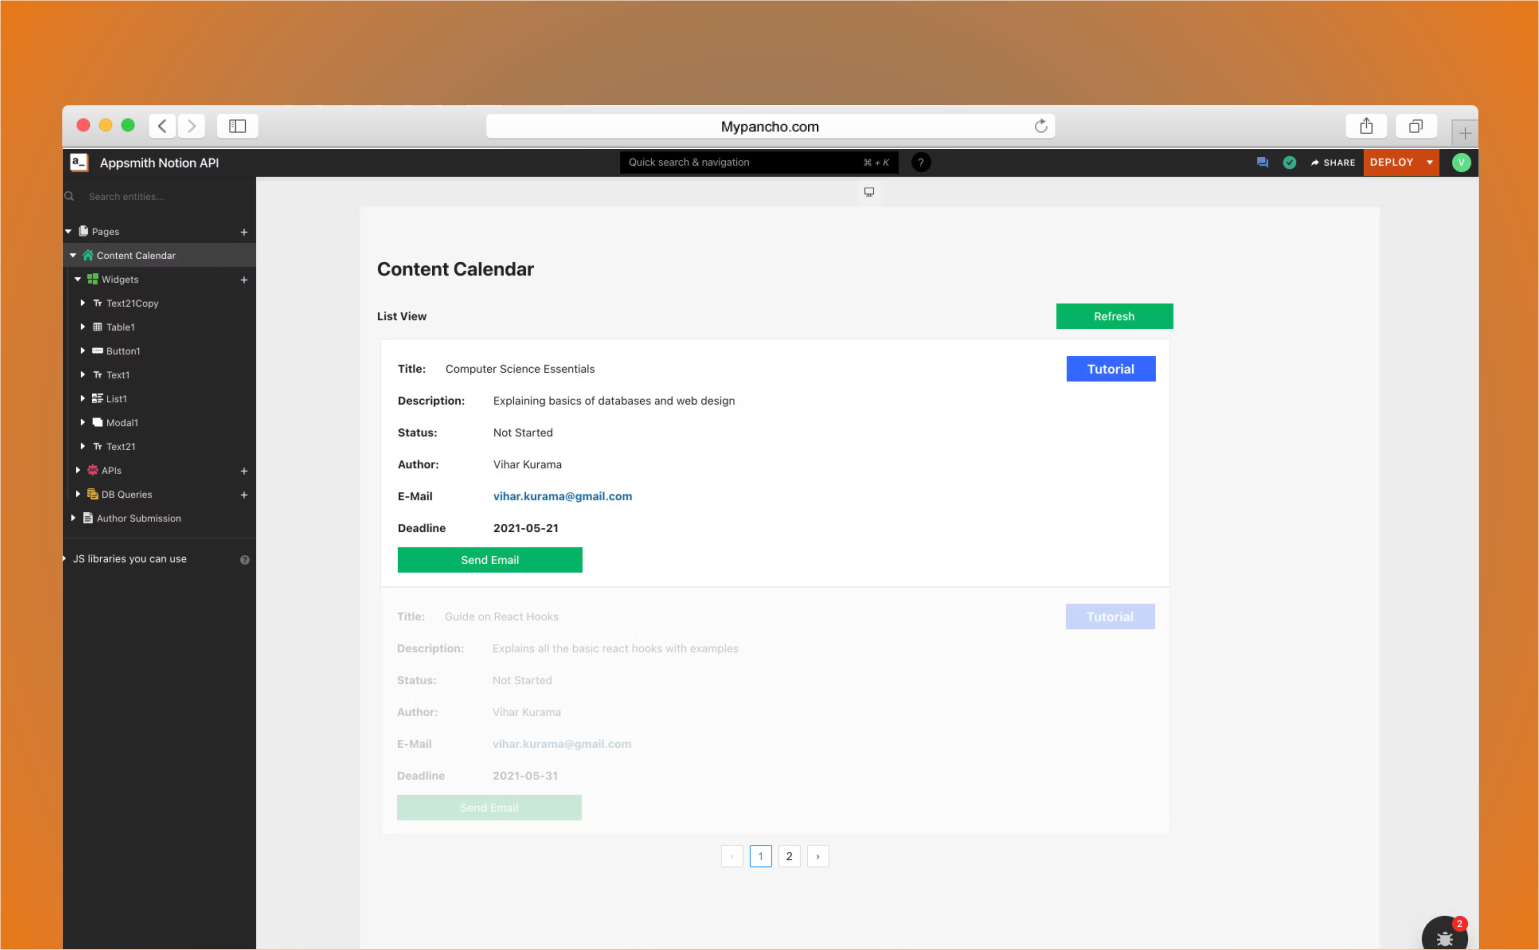 Mypancho.com
a_ Appsmith Notion API
Quick search & navigation ⌘ + K ?
SHARE DEPLOY V
Search entities...
Pages +
Content Calendar
Widgets +
Tr Text21Copy
Table1
Button1
Tr Text1
List1
Modal1
Tr Text21
APIs +
DB Queries +
Author Submission
JS libraries you can use ?
Content Calendar
List View Refresh
Title: Computer Science Essentials Tutorial
Description: Explaining basics of databases and web design
Status: Not Started
Author: Vihar Kurama
E-Mail vihar.kurama@gmail.com
Deadline 2021-05-21
Send Email
Title: Guide on React Hooks Tutorial
Description: Explains all the basic react hooks with examples
Status: Not Started
Author: Vihar Kurama
E-Mail vihar.kurama@gmail.com
Deadline 2021-05-31
Send Email
‹ 1 2 ›
2